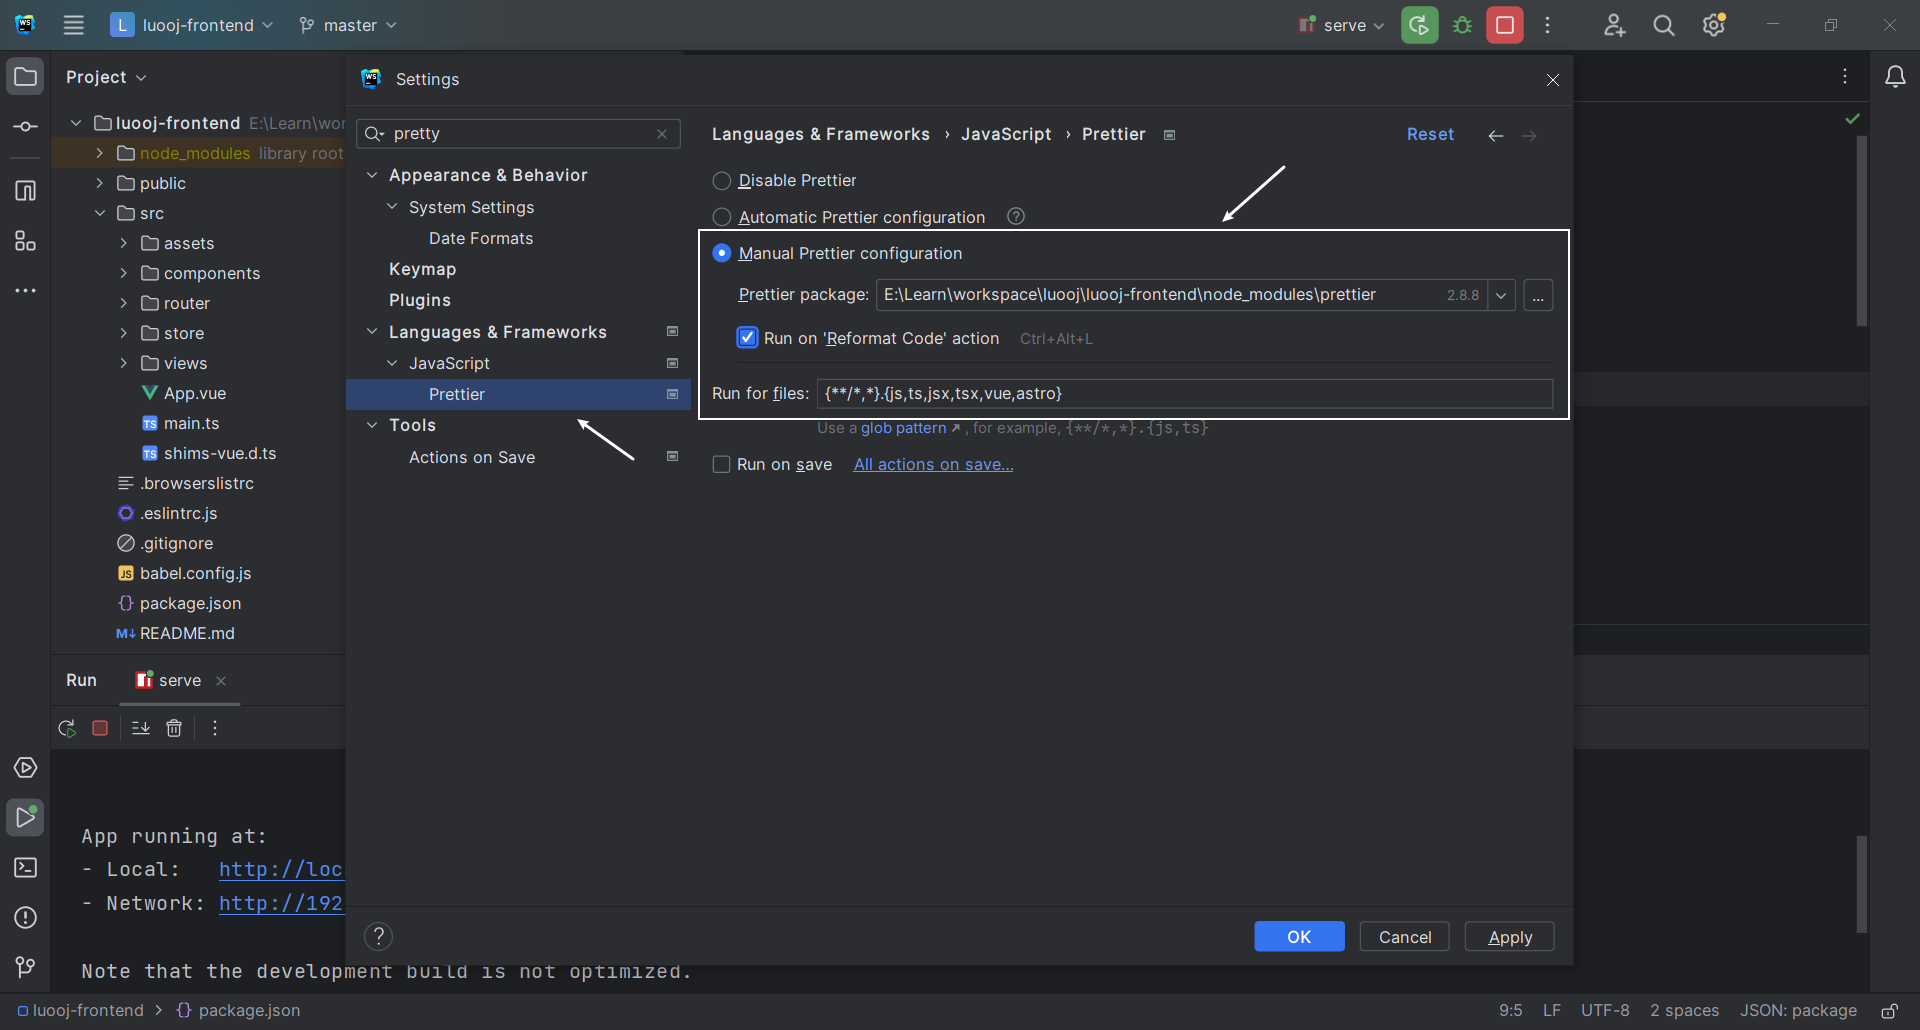 WS
L luooj-frontend
master
serve
Project
luooj-frontend E:\Learn\wor
node_modules library root
public
src
assets
components
router
store
views
App.vue
TS main.ts
TS shims-vue.d.ts
.browserslistrc
.eslintrc.js
.gitignore
JS babel.config.js
{} package.json
M↓ README.md
WS Settings
pretty
Appearance & Behavior
System Settings
Date Formats
Keymap
Plugins
Languages & Frameworks
JavaScript
Prettier
Tools
Actions on Save
Languages & Frameworks › JavaScript › Prettier
Reset
Disable Prettier
Automatic Prettier configuration ?
Manual Prettier configuration
Prettier package: E:\Learn\workspace\luooj\luooj-frontend\node_modules\prettier 2.8.8 ...
Run on 'Reformat Code' action Ctrl+Alt+L
Run for files: {**/*,*}.{js,ts,jsx,tsx,vue,astro}
Use a glob pattern ↗, for example, {**/*,*}.{js,ts}
Run on save All actions on save...
?
OK
Cancel
Apply
Run
serve
App running at:
- Local: http://loc
- Network: http://192
Note that the development build is not optimized.
luooj-frontend > {} package.json
9:5 LF UTF-8 2 spaces JSON: package